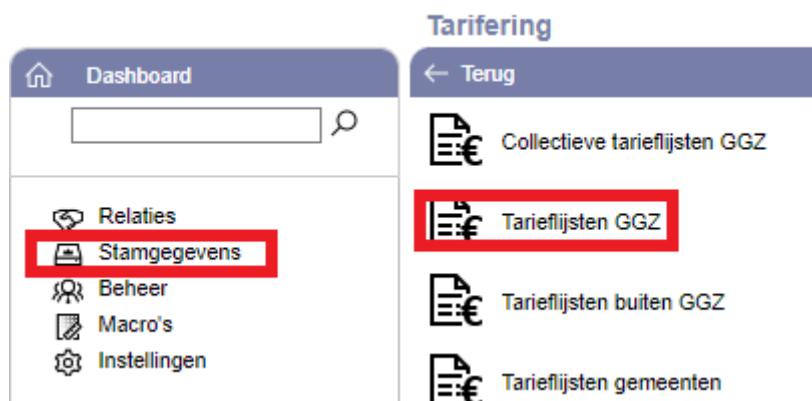 Tarifering
Dashboard
Terug
Collectieve tarieflijsten GGZ
Relaties
Tarieflijsten GGZ
Stamgegevens
Beheer
Tarieflijsten buiten GGZ
Macro's
Instellingen
Tarieflijsten gemeenten